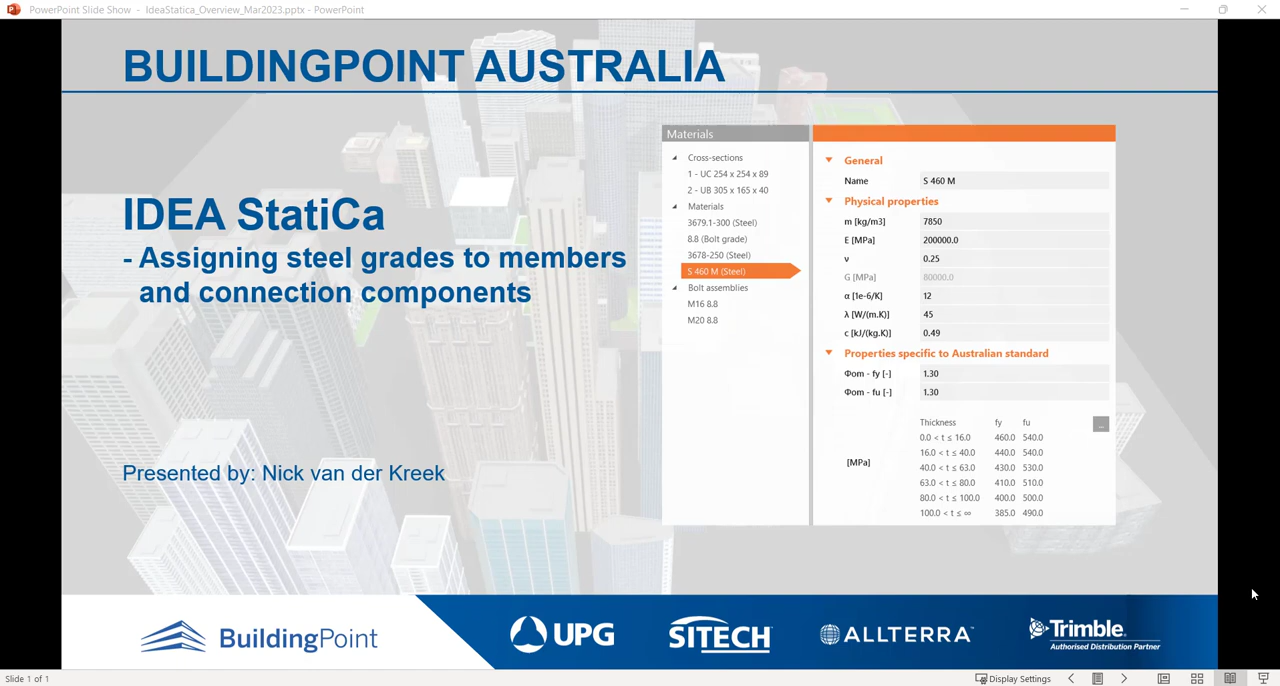 PowerPoint Slide Show - IdeaStatica_Overview_Mar2023.pptx - PowerPoint
BUILDINGPOINT AUSTRALIA
IDEA StatiCa
- Assigning steel grades to members
and connection components
Presented by: Nick van der Kreek
Materials
Cross-sections
1 - UC 254 x 254 x 89
2 - UB 305 x 165 x 40
Materials
3679.1-300 (Steel)
8.8 (Bolt grade)
3678-250 (Steel)
S 460 M (Steel)
Bolt assemblies
M16 8.8
M20 8.8
General
Name S 460 M
Physical properties
m [kg/m3] 7850
E [MPa] 200000.0
ν 0.25
G [MPa] 80000.0
α [1e-6/K] 12
λ [W/(m.K)] 45
c [kJ/(kg.K)] 0.49
Properties specific to Australian standard
Φom - fy [-] 1.30
Φom - fu [-] 1.30
Thickness fy fu
0.0 < t ≤ 16.0 460.0 540.0
16.0 < t ≤ 40.0 440.0 540.0
[MPa] 40.0 < t ≤ 63.0 430.0 530.0
63.0 < t ≤ 80.0 410.0 510.0
80.0 < t ≤ 100.0 400.0 500.0
100.0 < t ≤ ∞ 385.0 490.0
...
BuildingPoint
UPG
SITECH
ALLTERRA
Trimble
Authorised Distribution Partner
Slide 1 of 1
Display Settings